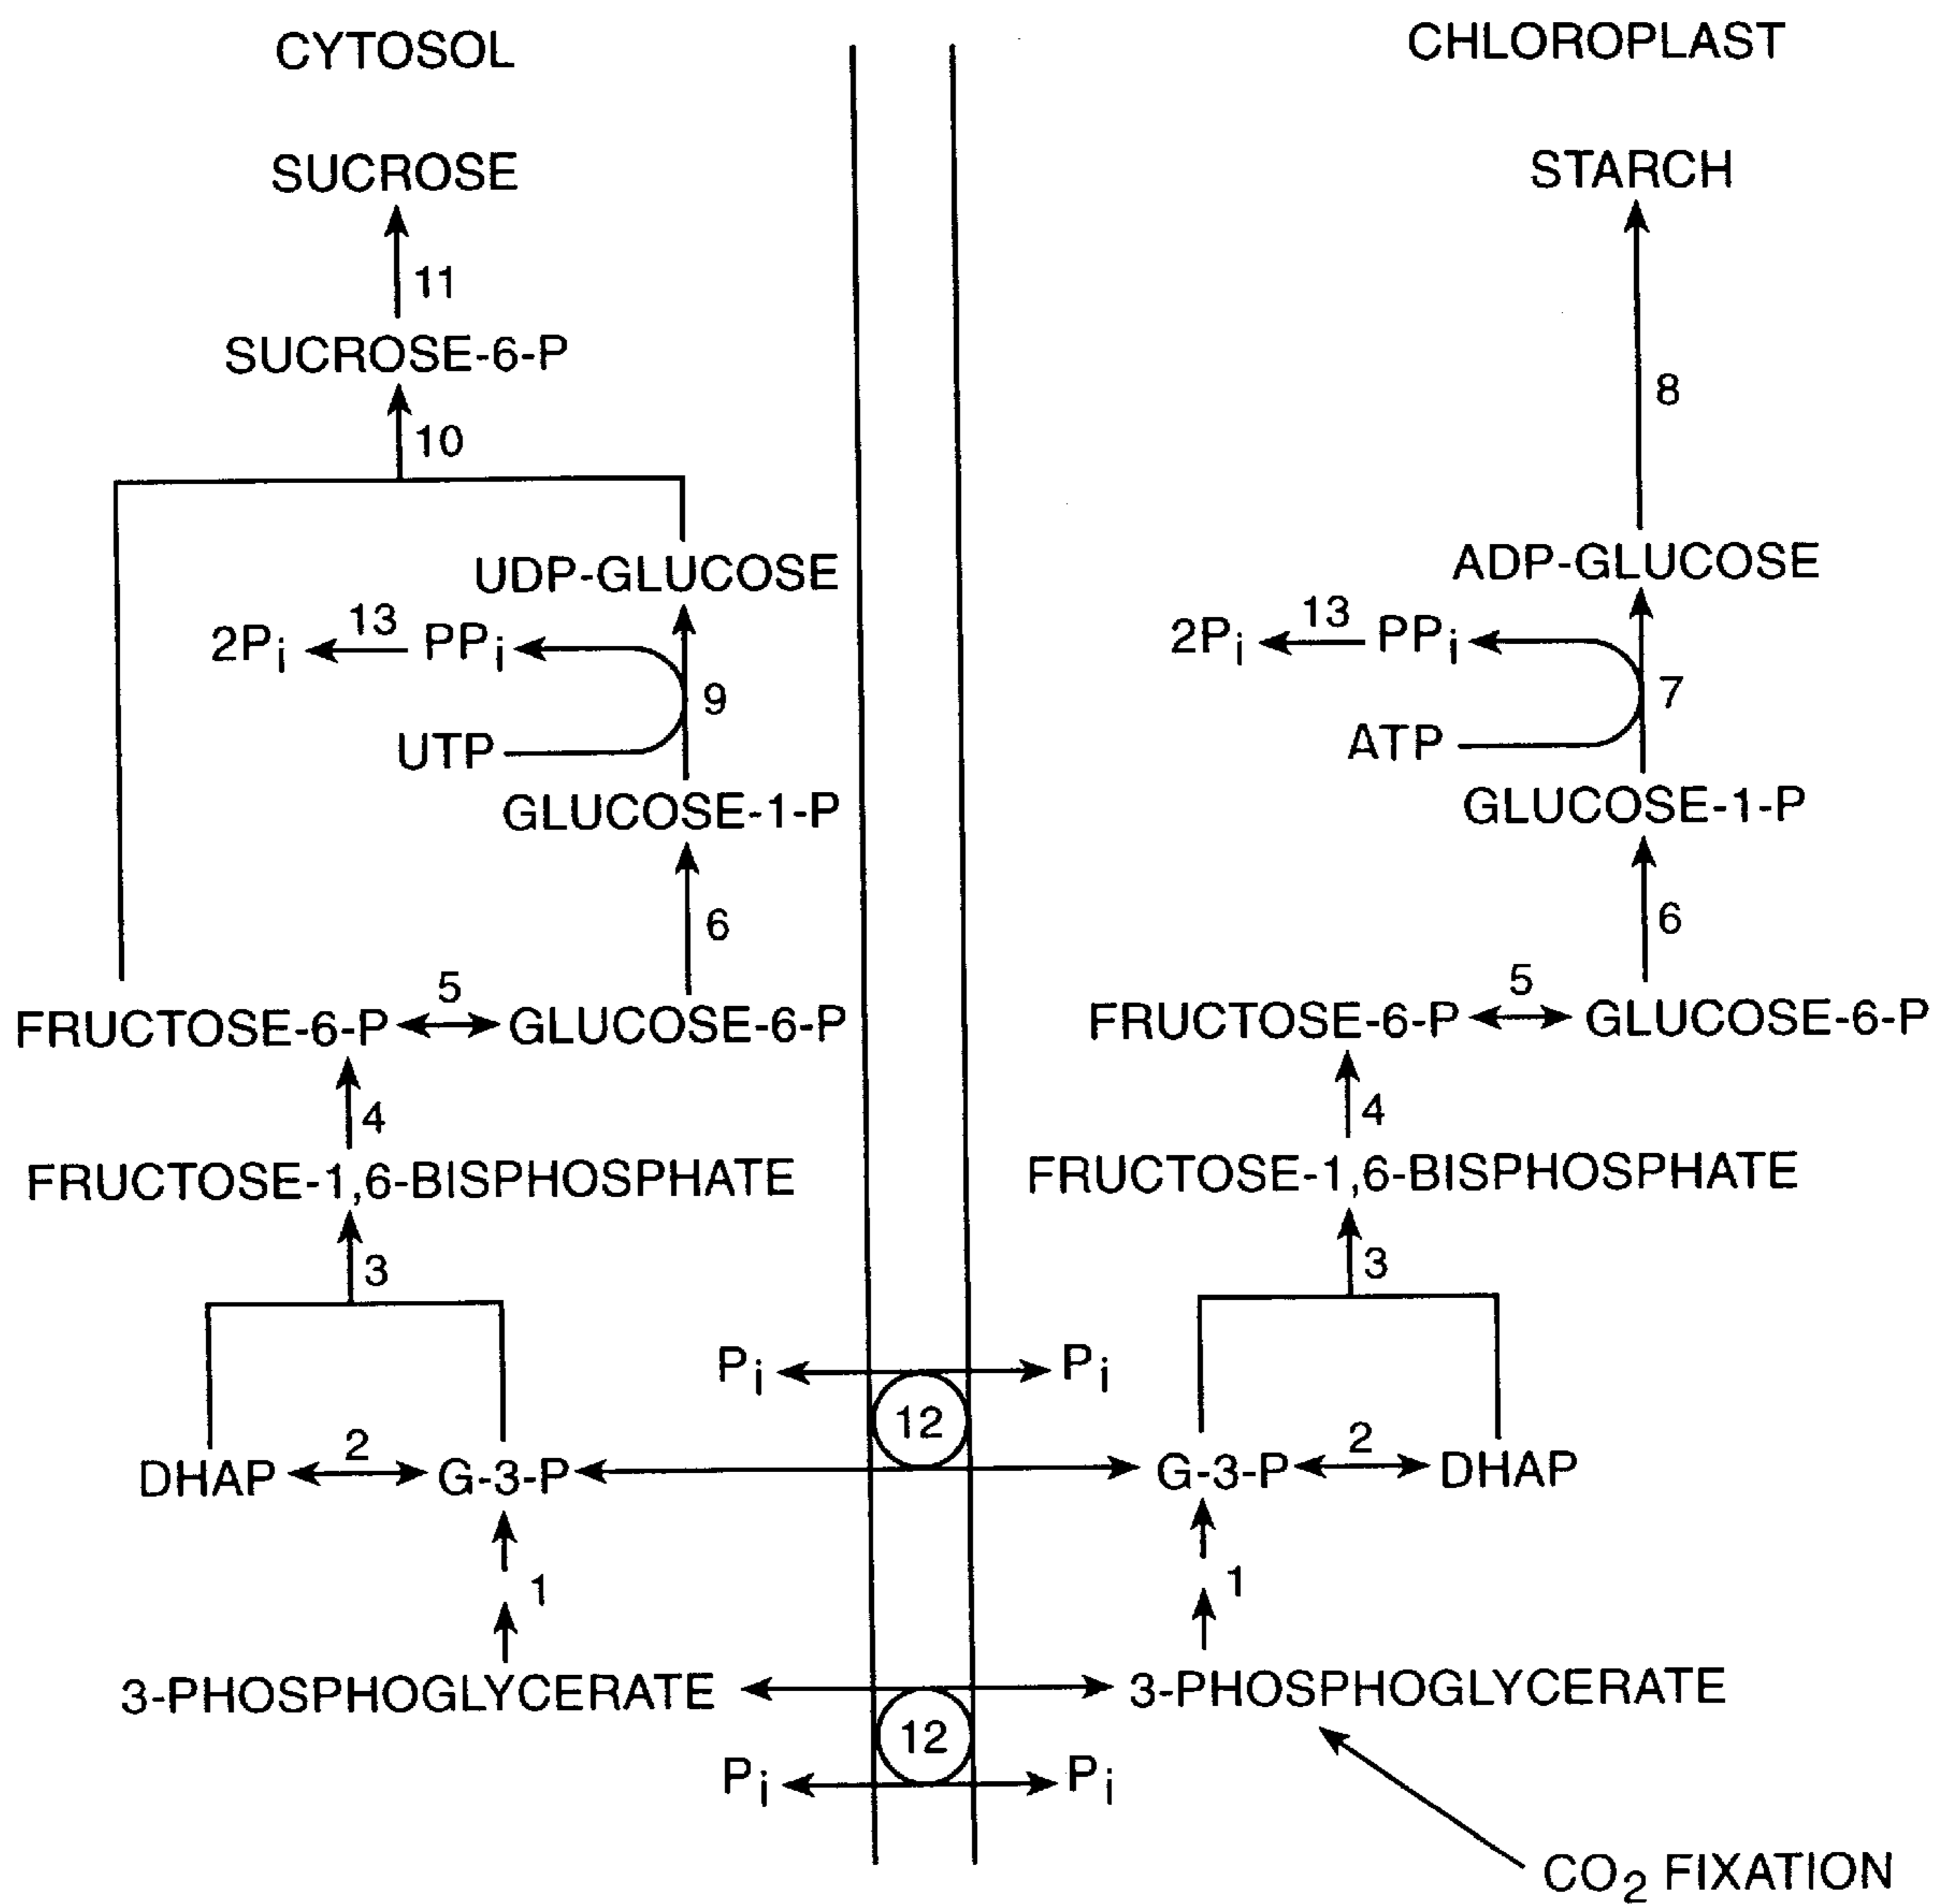 CYTOSOL
CHLOROPLAST
SUCROSE
STARCH
11
SUCROSE-6-P
8
10
UDP-GLUCOSE
ADP-GLUCOSE
2Pi 13 PPi
2Pi 13 PPi
9
7
UTP
ATP
GLUCOSE-1-P
GLUCOSE-1-P
6
6
FRUCTOSE-6-P 5 GLUCOSE-6-P
FRUCTOSE-6-P 5 GLUCOSE-6-P
4
4
FRUCTOSE-1,6-BISPHOSPHATE
FRUCTOSE-1,6-BISPHOSPHATE
3
3
Pi Pi
12
DHAP 2 G-3-P
G-3-P 2 DHAP
1
1
3-PHOSPHOGLYCERATE
3-PHOSPHOGLYCERATE
12
Pi Pi
CO2 FIXATION